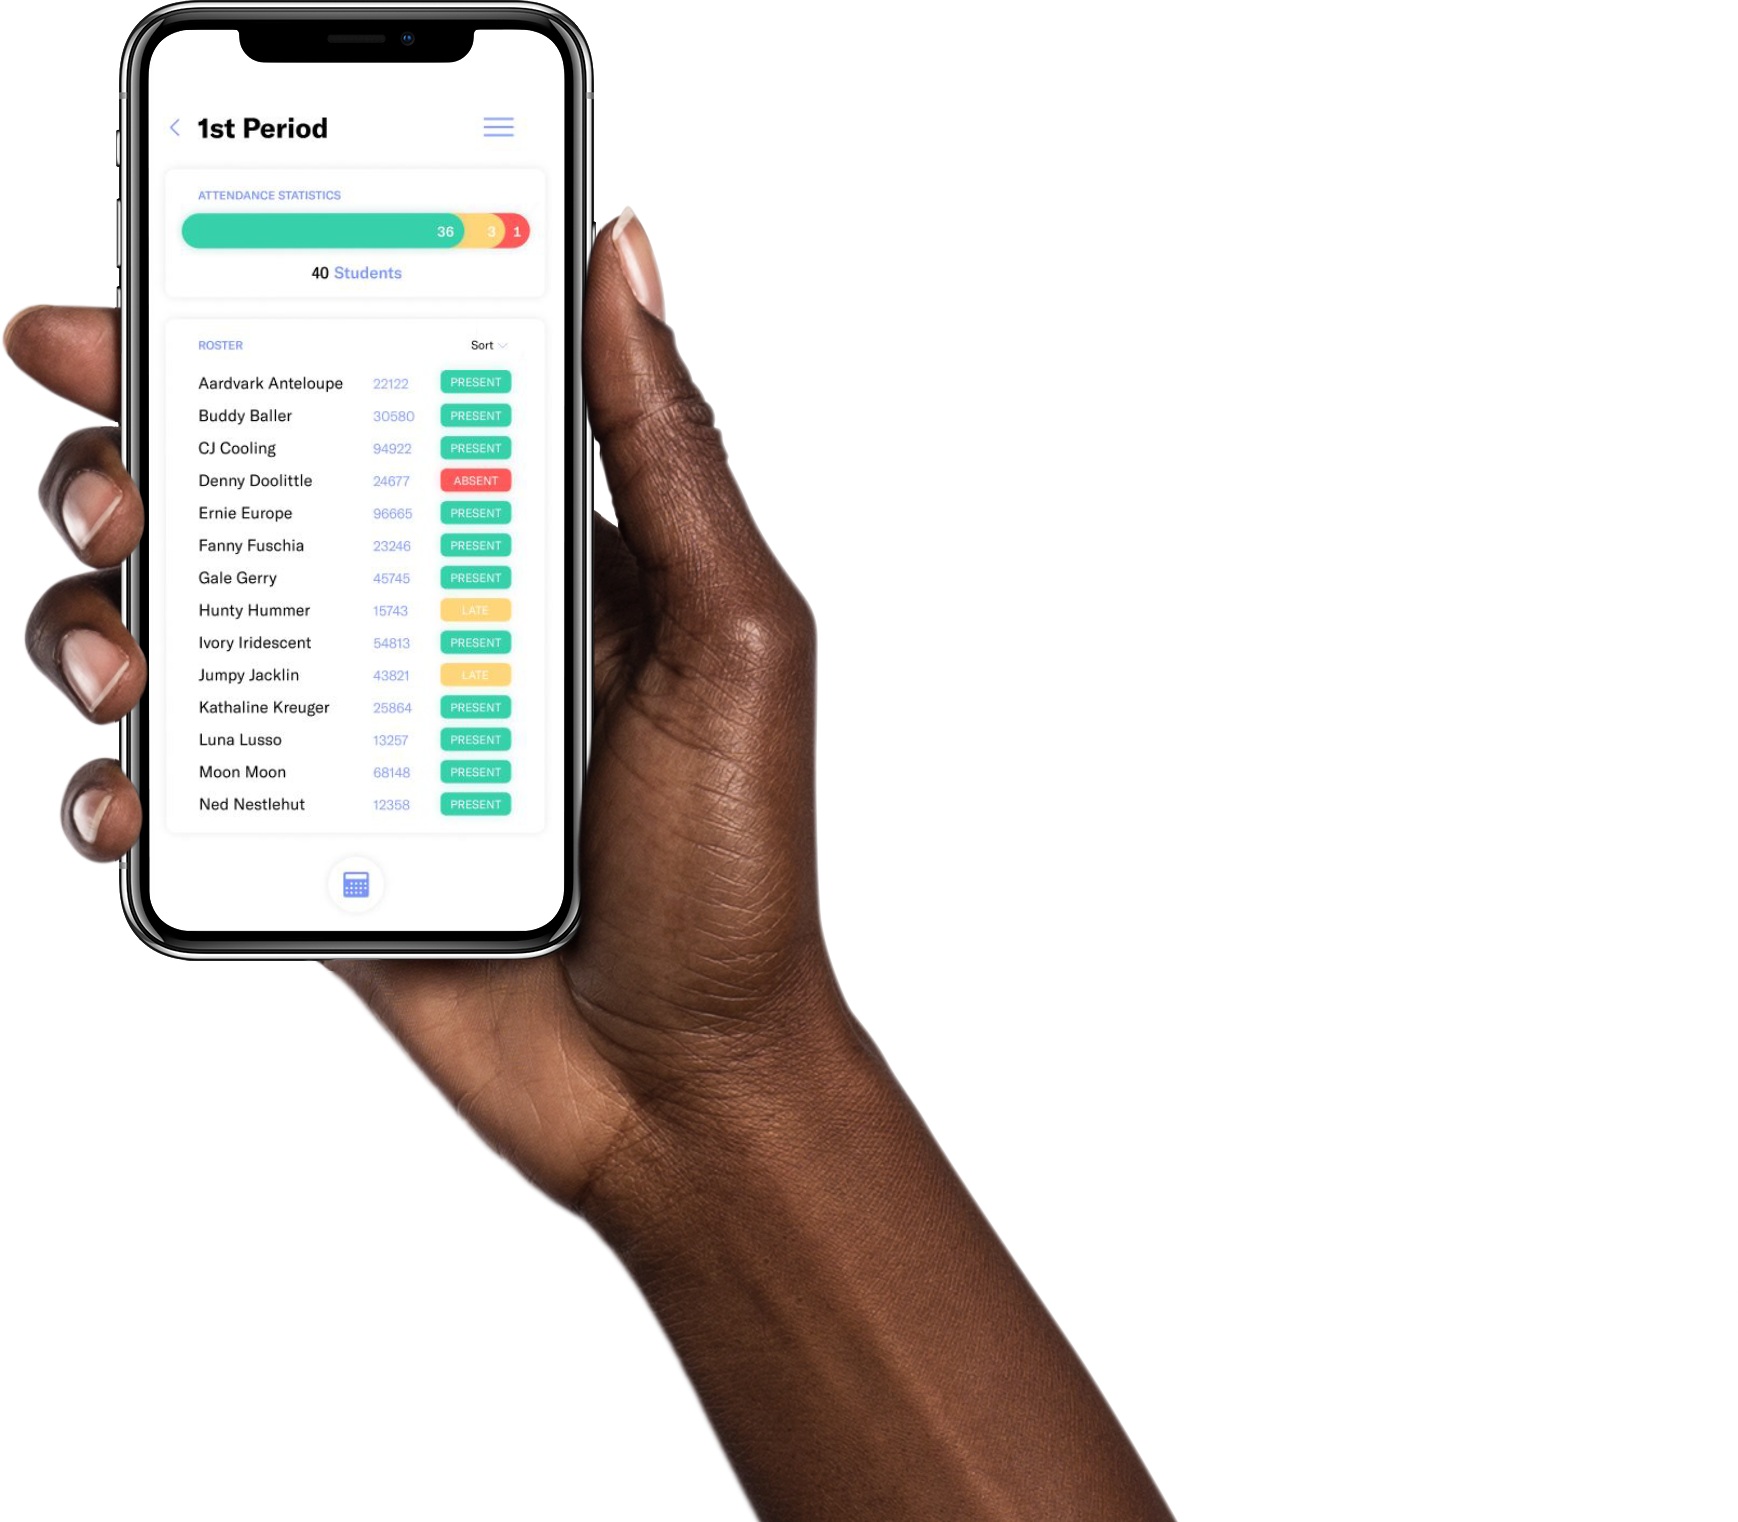 1st Period
ATTENDANCE STATISTICS
36 3 1
40 Students
ROSTER Sort
Aardvark Anteloupe 22122 PRESENT
Buddy Baller 30580 PRESENT
CJ Cooling 94922 PRESENT
Denny Doolittle 24677 ABSENT
Ernie Europe 96665 PRESENT
Fanny Fuschia 23246 PRESENT
Gale Gerry 45745 PRESENT
Hunty Hummer 15743 LATE
Ivory Iridescent 54813 PRESENT
Jumpy Jacklin 43821 LATE
Kathaline Kreuger 25864 PRESENT
Luna Lusso 13257 PRESENT
Moon Moon 68148 PRESENT
Ned Nestlehut 12358 PRESENT